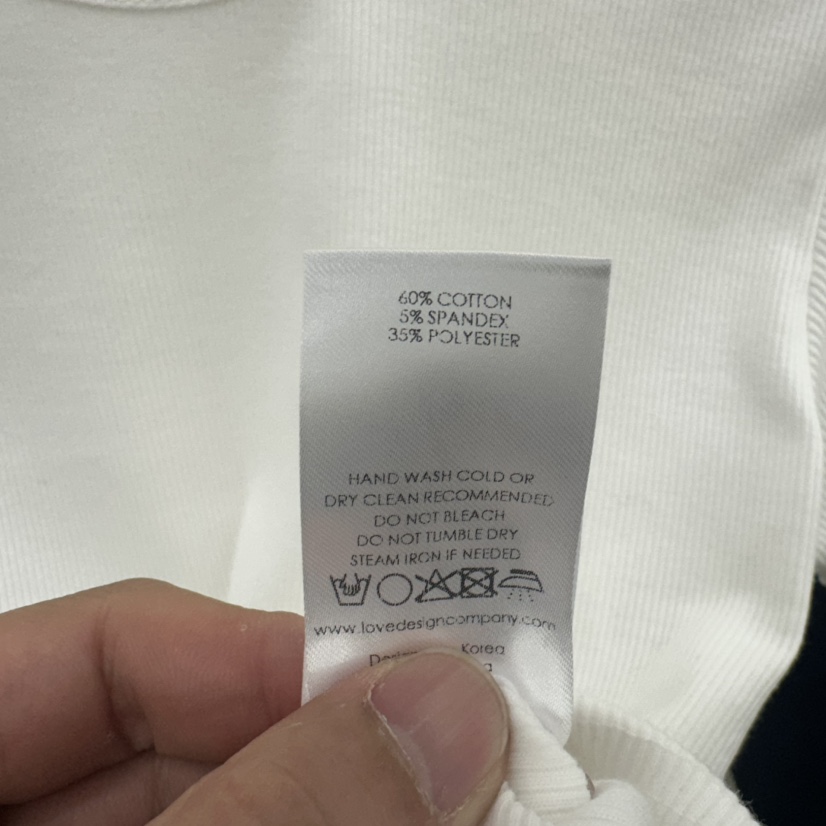 60% COTTON
5% SPANDEX
35% POLYESTER
HAND WASH COLD OR
DRY CLEAN RECOMMENDED
DO NOT BLEACH
DO NOT TUMBLE DRY
STEAM IRON IF NEEDED
www.lovedesigncompany.com
Korea